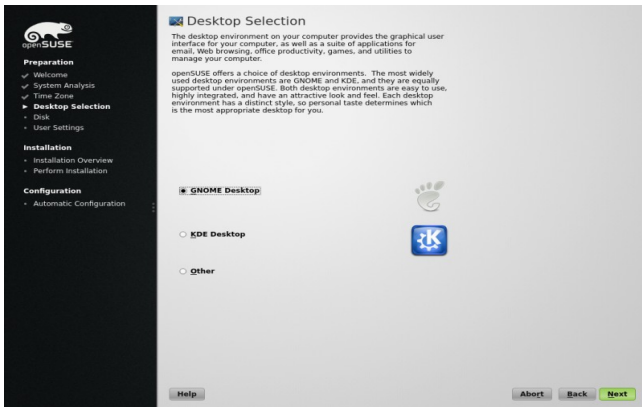 openSUSE
Preparation
Welcome
System Analysis
Time Zone
Desktop Selection
Disk
User Settings
Installation
Installation Overview
Perform Installation
Configuration
Automatic Configuration
Desktop Selection
The desktop environment on your computer provides the graphical user
interface for your computer, as well as a suite of applications for
email, Web browsing, office productivity, games, and utilities to
manage your computer.
openSUSE offers a choice of desktop environments. The most widely
used desktop environments are GNOME and KDE, and they are equally
supported under openSUSE. Both desktop environments are easy to use,
highly integrated, and have an attractive look and feel. Each desktop
environment has a distinct style, so personal taste determines which
is the most appropriate desktop for you.
GNOME Desktop
KDE Desktop
K
Other
Help
Abort
Back
Next